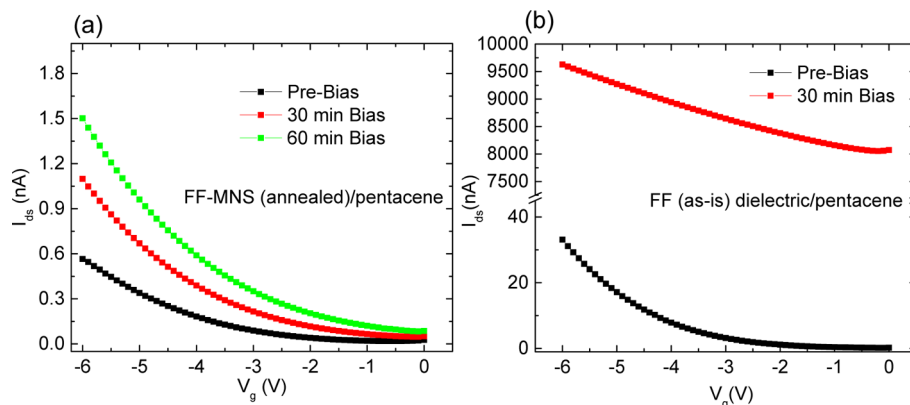 (a)
1.8
1.5
1.2
0.9
0.6
0.3
0.0
I_ds (nA)
Pre-Bias
30 min Bias
60 min Bias
FF-MNS (annealed)/pentacene
-6 -5 -4 -3 -2 -1 0
V_g (V)
(b)
10000
9500
9000
8500
8000
7500
40
20
0
I_ds (nA)
Pre-Bias
30 min Bias
FF (as-is) dielectric/pentacene
-6 -5 -4 -3 -2 -1 0
V_g(V)